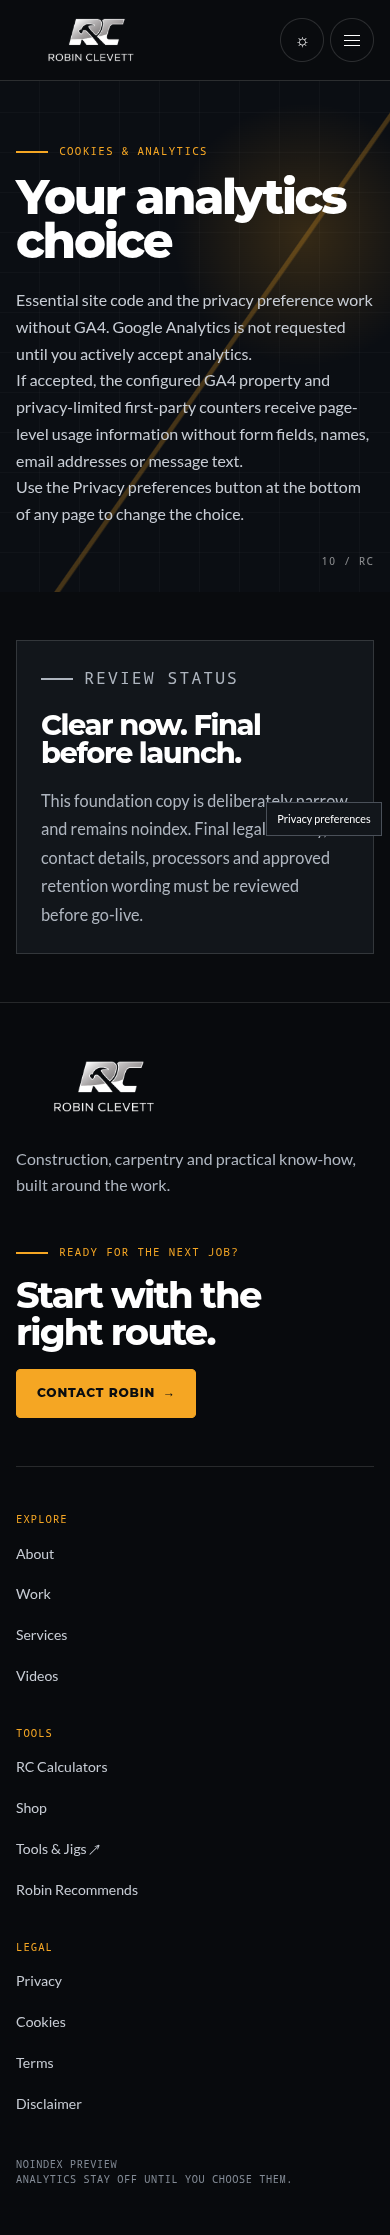 RC
ROBIN CLEVETT
COOKIES & ANALYTICS
Your analytics
choice
Essential site code and the privacy preference work
without GA4. Google Analytics is not requested
until you actively accept analytics.
If accepted, the configured GA4 property and
privacy-limited first-party counters receive page-
level usage information without form fields, names,
email addresses or message text.
Use the Privacy preferences button at the bottom
of any page to change the choice.
10 / RC
REVIEW STATUS
Clear now. Final
before launch.
This foundation copy is deliberately narrow
and remains noindex. Final legal
Privacy preferences
contact details, processors and approved
retention wording must be reviewed
before go-live.
RC
ROBIN CLEVETT
Construction, carpentry and practical know-how,
built around the work.
READY FOR THE NEXT JOB?
Start with the
right route.
CONTACT ROBIN →
EXPLORE
About
Work
Services
Videos
TOOLS
RC Calculators
Shop
Tools & Jigs ↗
Robin Recommends
LEGAL
Privacy
Cookies
Terms
Disclaimer
NOINDEX PREVIEW
ANALYTICS STAY OFF UNTIL YOU CHOOSE THEM.